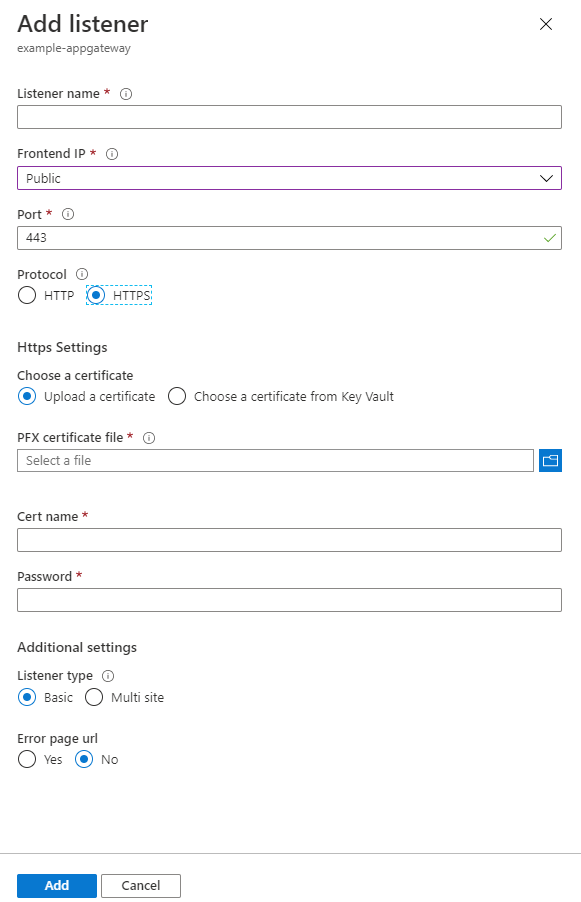 Add listener
example-appgateway
Listener name *
Frontend IP *
Public
Port *
443
Protocol
HTTP HTTPS
Https Settings
Choose a certificate
Upload a certificate Choose a certificate from Key Vault
PFX certificate file *
Select a file
Cert name *
Password *
Additional settings
Listener type
Basic Multi site
Error page url
Yes No
Add Cancel